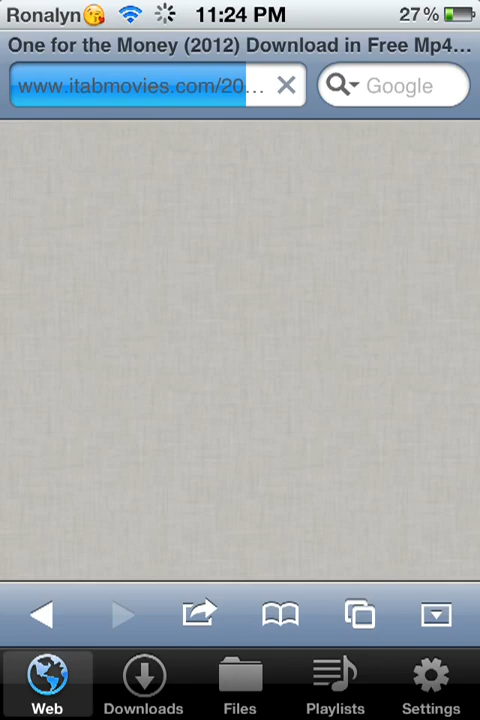 Ronalyn😘 11:24 PM 27%
One for the Money (2012) Download in Free Mp4...
www.itabmovies.com/20... Google
Web Downloads Files Playlists Settings